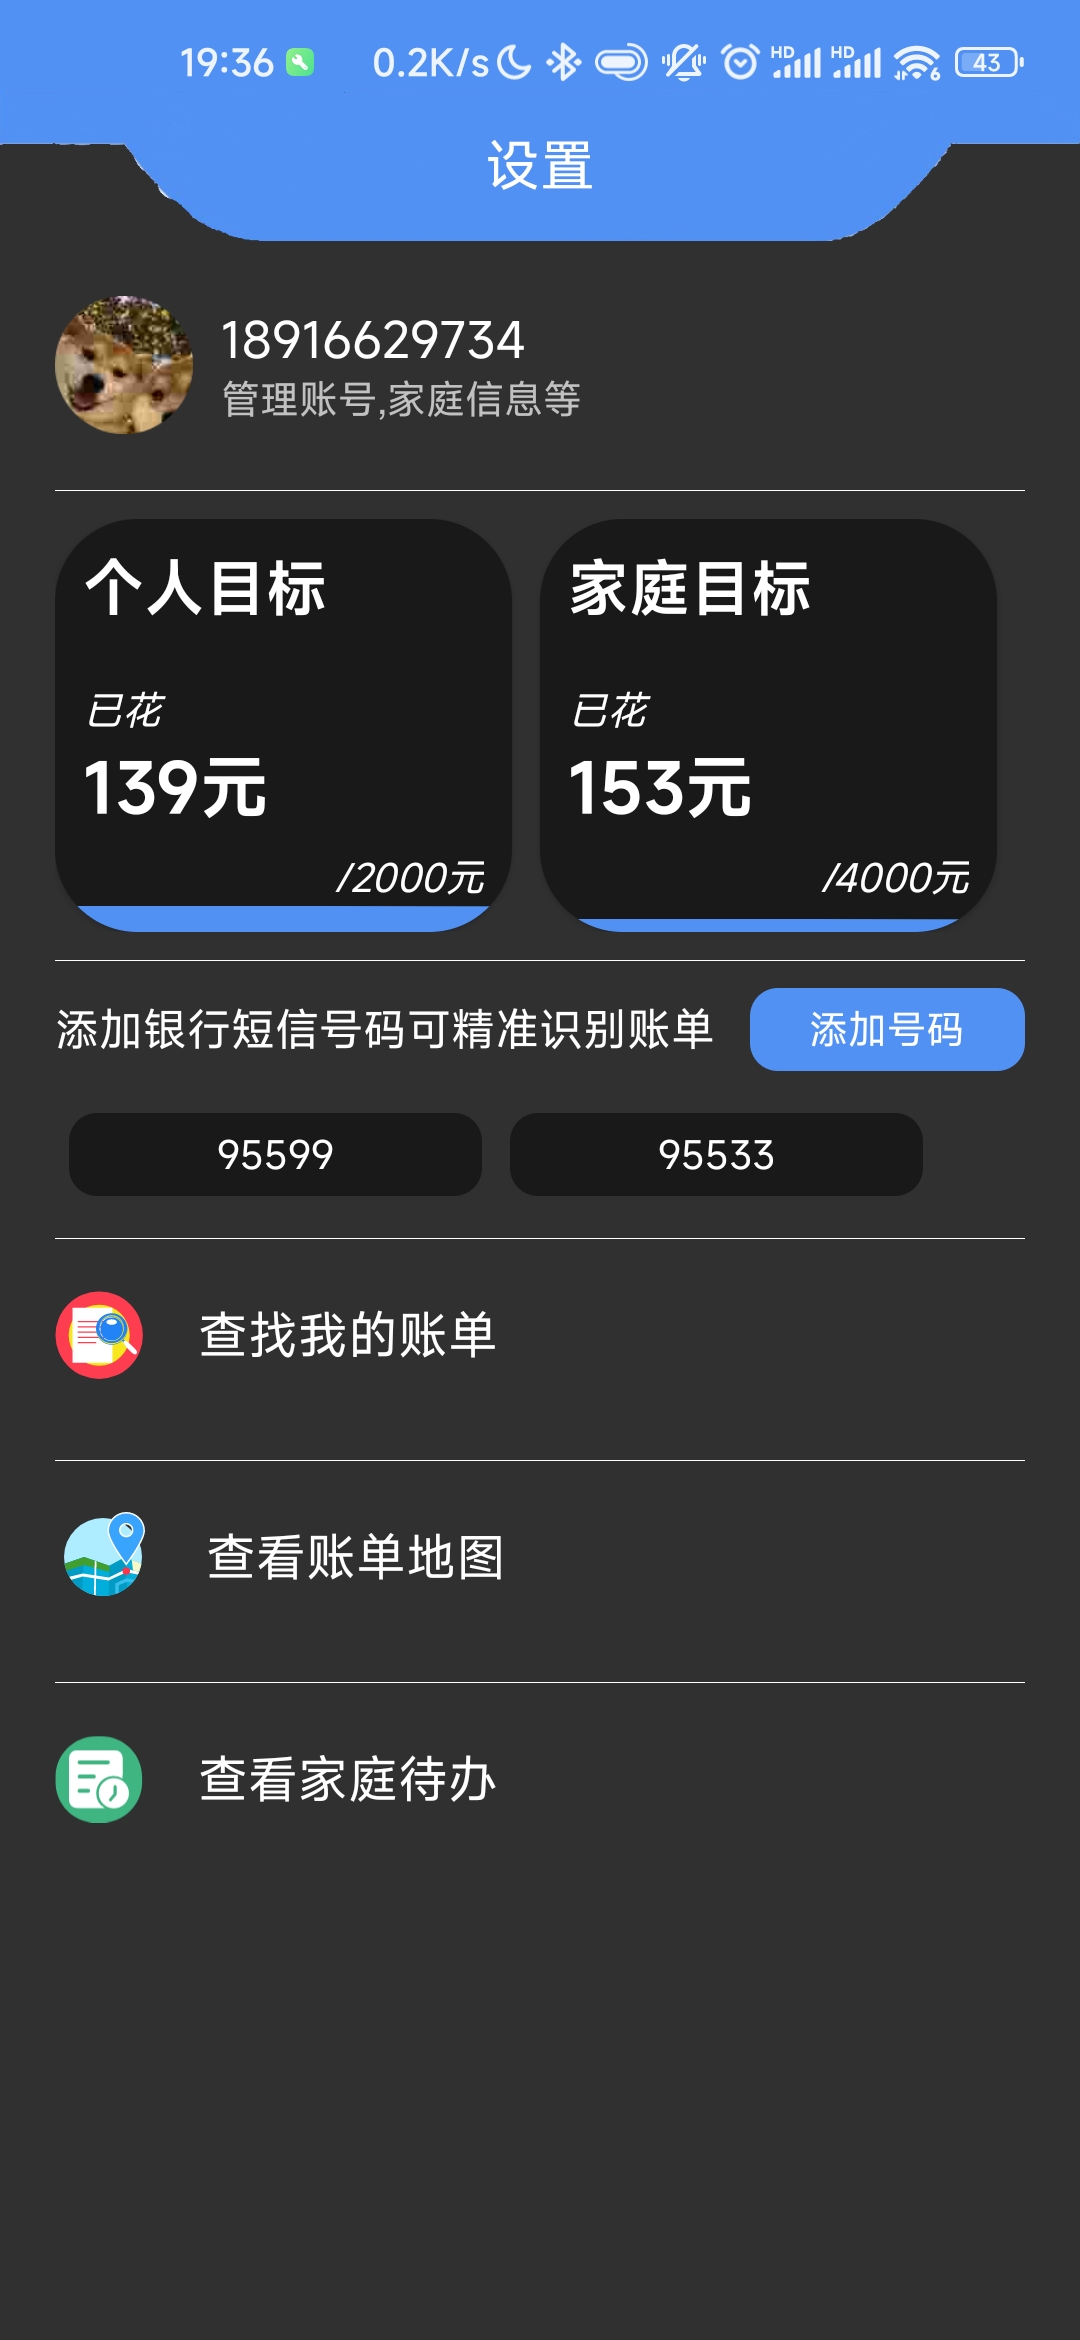 19:36 0.2K/s HD HD 6 43
设置
18916629734
管理账号,家庭信息等
个人目标 家庭目标
已花 已花
139元 153元
/2000元 /4000元
添加银行短信号码可精准识别账单 添加号码
95599 95533
查找我的账单
查看账单地图
查看家庭待办